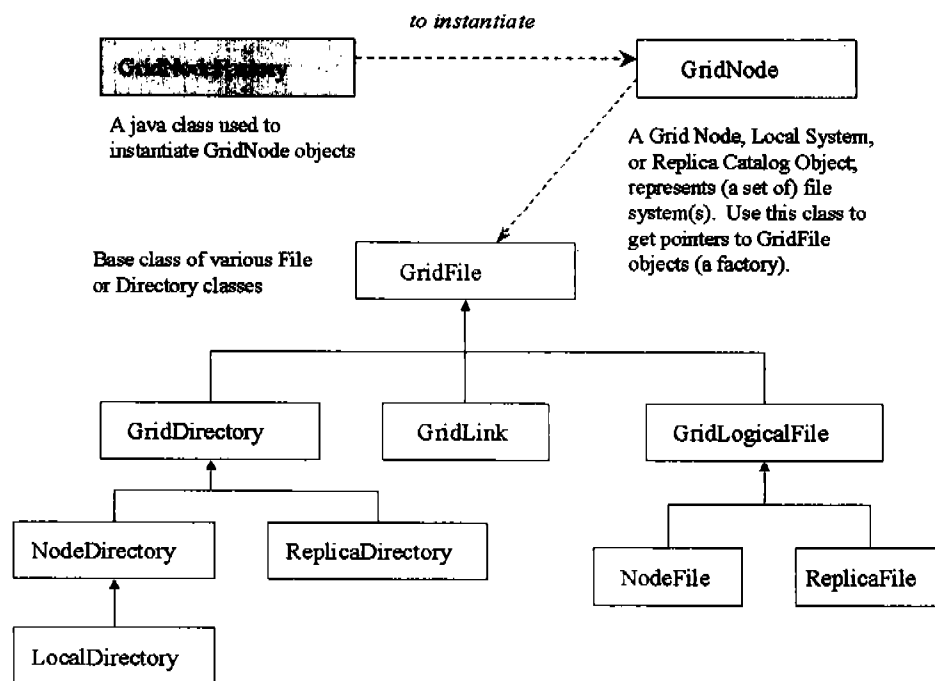 to instantiate
GridNodeFactory
GridNode
A java class used to
instantiate GridNode objects
A Grid Node, Local System,
or Replica Catalog Object,
represents (a set of) file
system(s). Use this class to
get pointers to GridFile
objects (a factory).
Base class of various File
or Directory classes
GridFile
GridDirectory
GridLink
GridLogicalFile
NodeDirectory
ReplicaDirectory
NodeFile
ReplicaFile
LocalDirectory